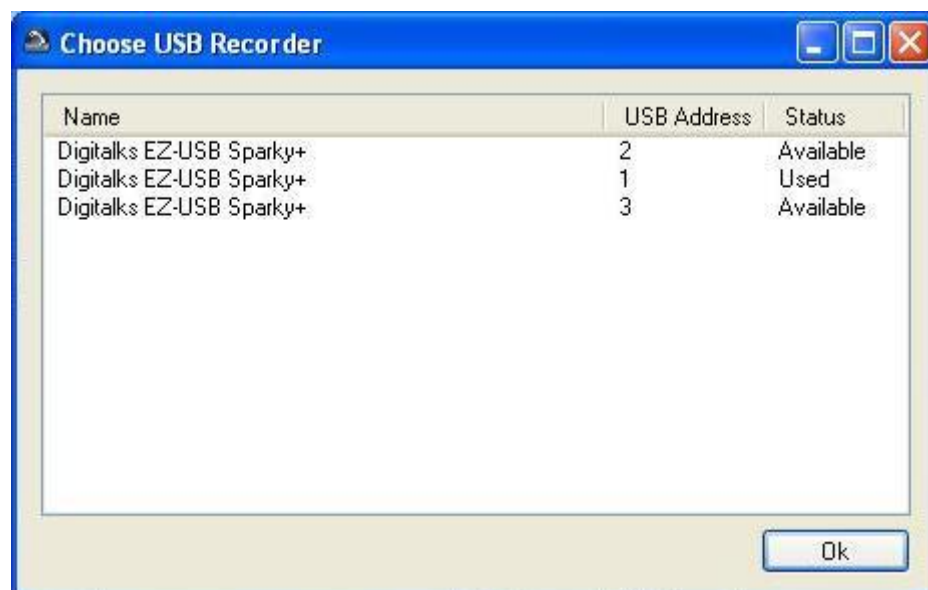 Choose USB Recorder
Name USB Address Status
Digitalks EZ-USB Sparky+ 2 Available
Digitalks EZ-USB Sparky+ 1 Used
Digitalks EZ-USB Sparky+ 3 Available
Ok